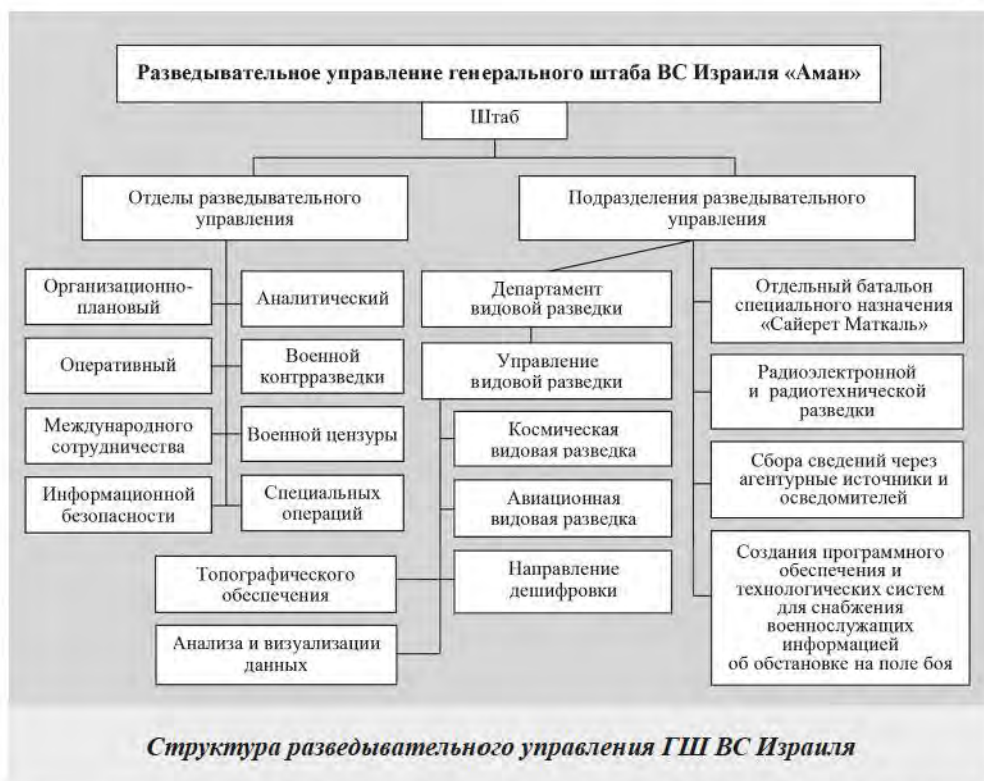 Разведывательное управление генерального штаба ВС Израиля «Аман»
Штаб
Отделы разведывательного
управления
Подразделения разведывательного
управления
Организационно-
плановый
Аналитический
Оперативный
Военной
контрразведки
Международного
сотрудничества
Военной цензуры
Информационной
безопасности
Специальных
операций
Департамент
видовой разведки
Управление
видовой разведки
Космическая
видовая разведка
Авиационная
видовая разведка
Топографического
обеспечения
Направление
дешифровки
Анализа и визуализации
данных
Отдельный батальон
специального назначения
«Сайерет Маткаль»
Радиоэлектронной
и радиотехнической
разведки
Сбора сведений через
агентурные источники и
осведомителей
Создания программного
обеспечения и
технологических систем
для снабжения
военнослужащих
информацией
об обстановке на поле боя
Структура разведывательного управления ГШ ВС Израиля